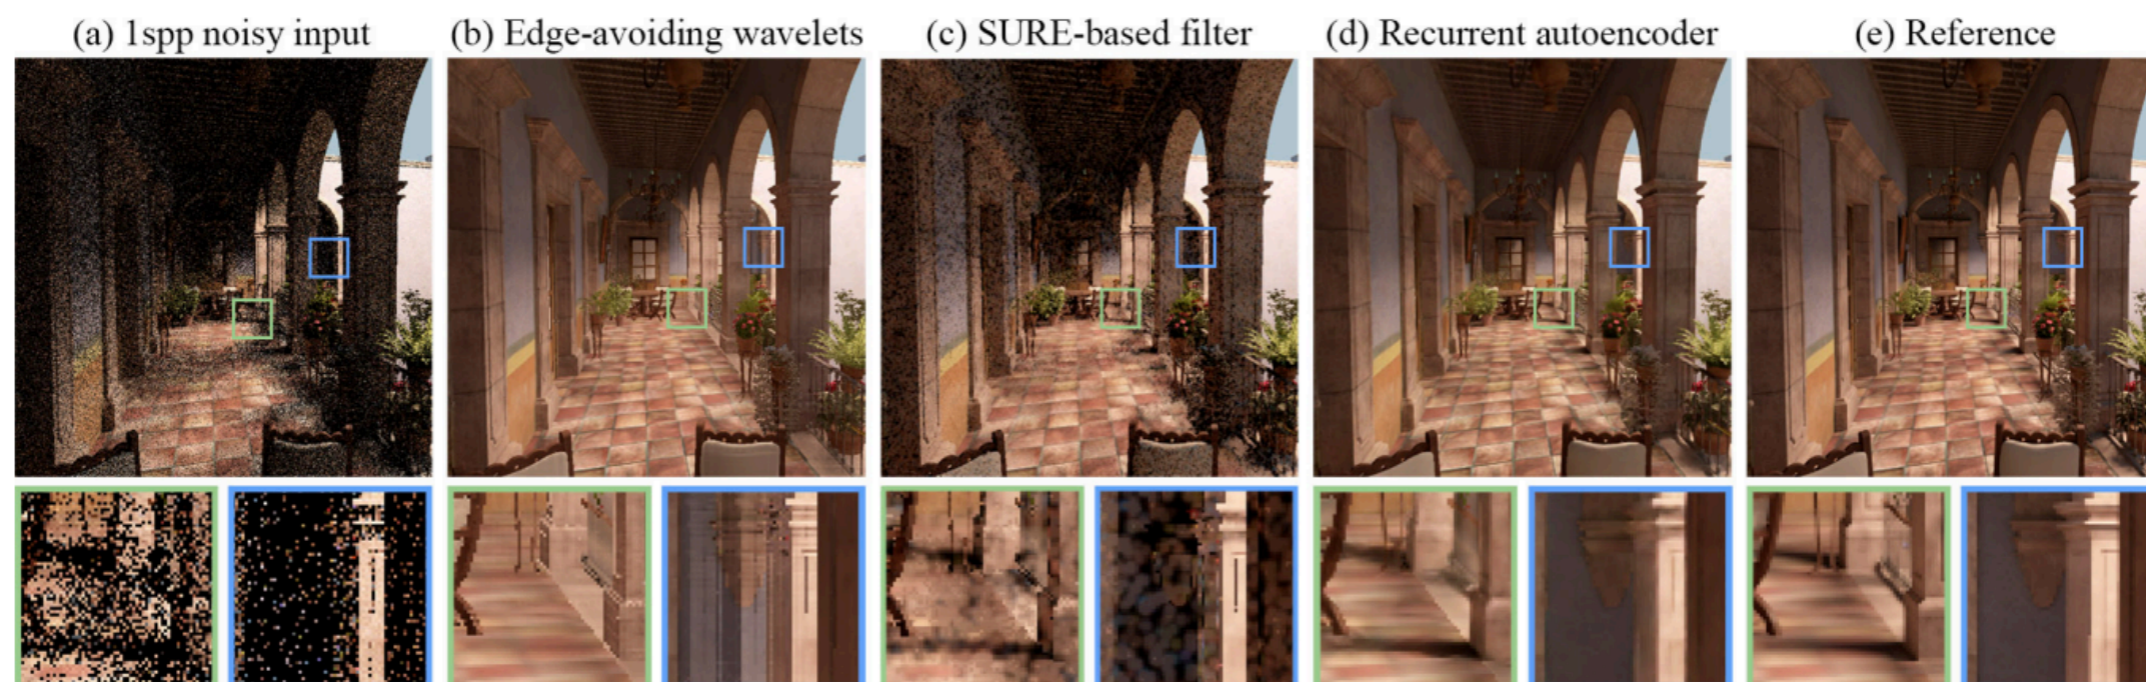 (a) 1spp noisy input
(b) Edge-avoiding wavelets
(c) SURE-based filter
(d) Recurrent autoencoder
(e) Reference